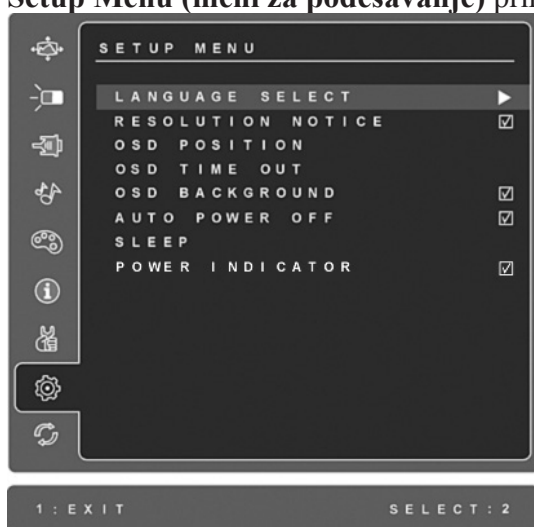 Setup Menu (meni za podešavanje)
SETUP MENU
LANGUAGE SELECT
RESOLUTION NOTICE
OSD POSITION
OSD TIME OUT
OSD BACKGROUND
AUTO POWER OFF
SLEEP
POWER INDICATOR
1:EXIT SELECT:2